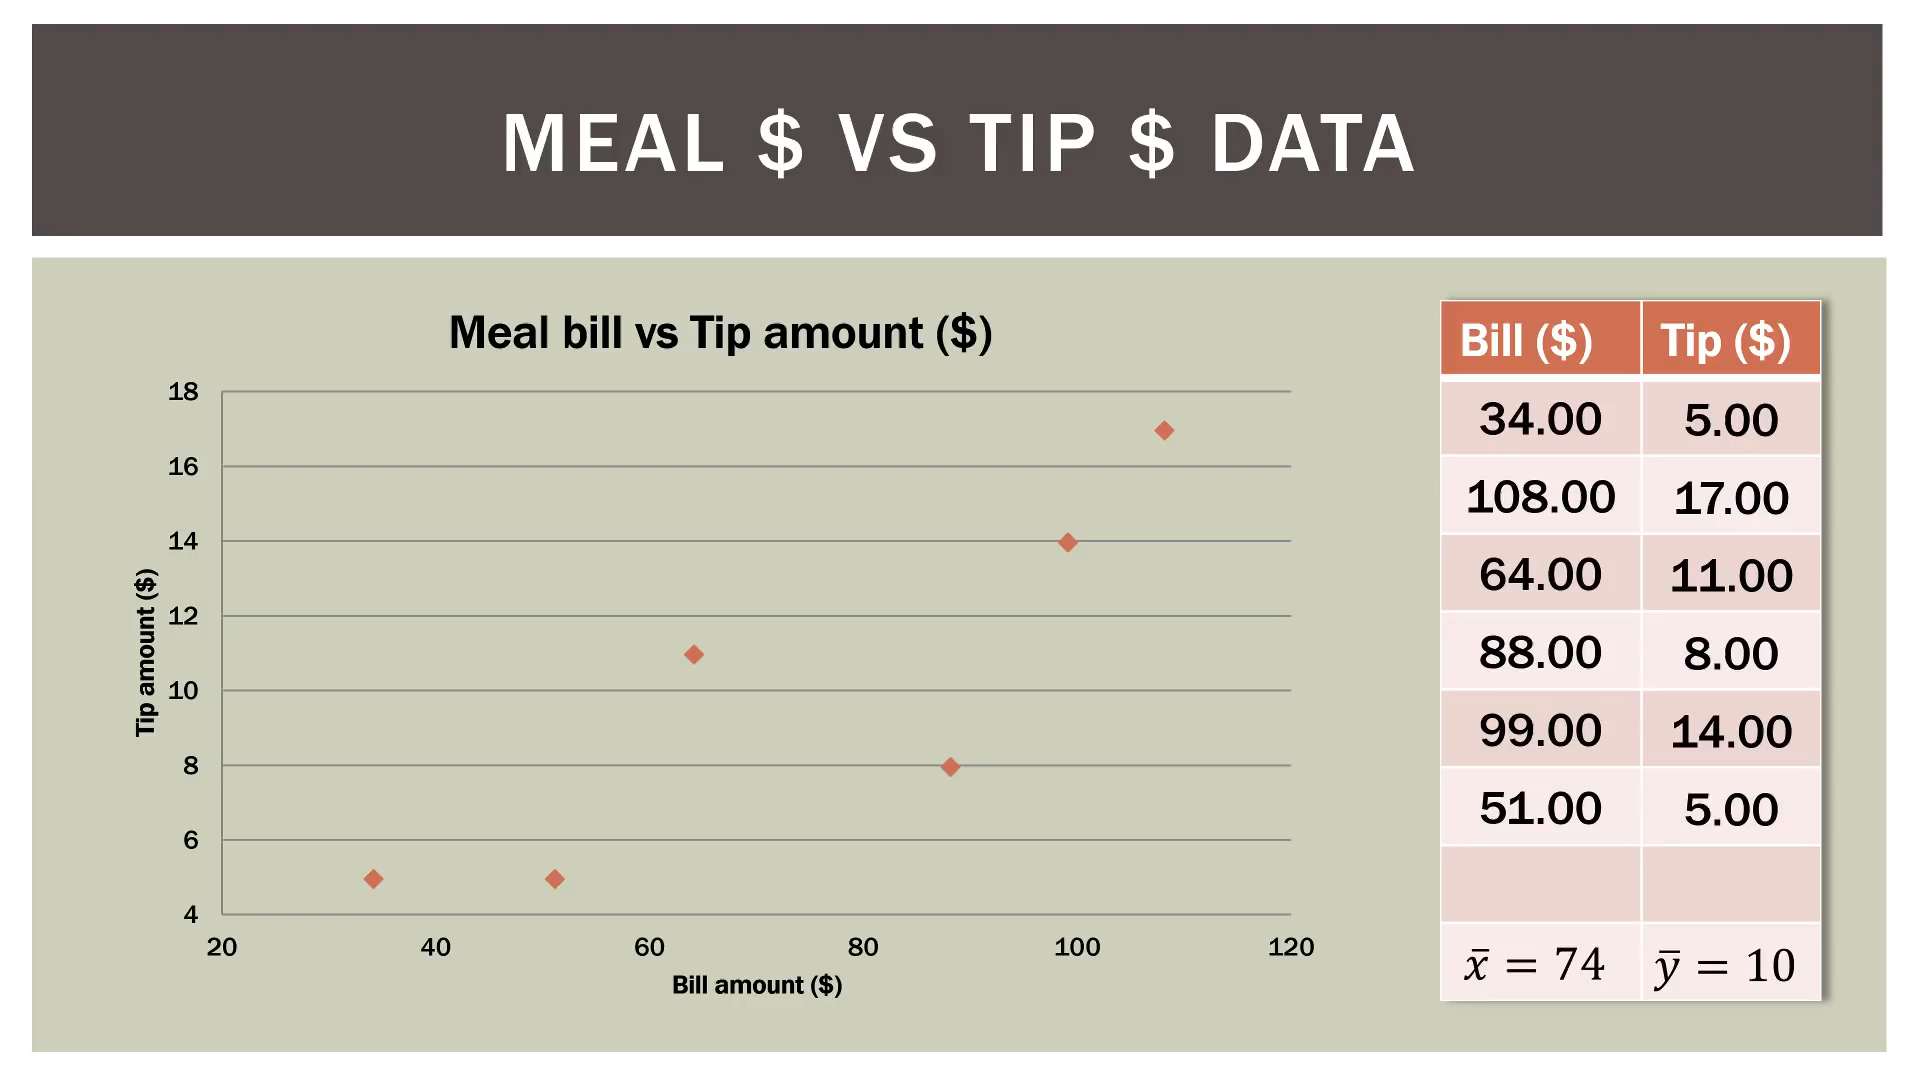 MEAL $ VS TIP $ DATA
Meal bill vs Tip amount ($)
18
16
14
12
10
8
6
4
Tip amount ($)
20 40 60 80 100 120
Bill amount ($)
Bill ($) Tip ($)
34.00 5.00
108.00 17.00
64.00 11.00
88.00 8.00
99.00 14.00
51.00 5.00
x̅ = 74 y̅ = 10